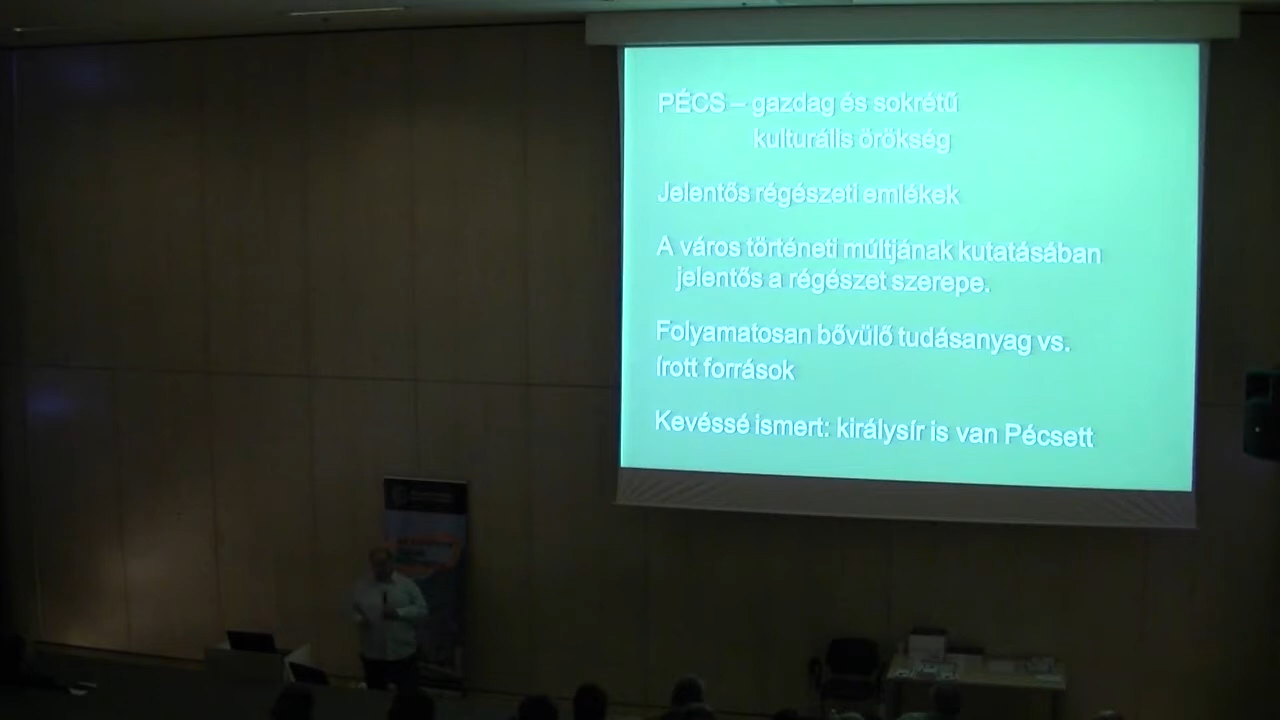 PÉCS – gazdag és sokrétű
kulturális örökség
Jelentős régészeti emlékek
A város történeti múltjának kutatásában
jelentős a régészet szerepe.
Folyamatosan bővülő tudásanyag vs.
írott források
Kevéssé ismert: királysír is van Pécsett